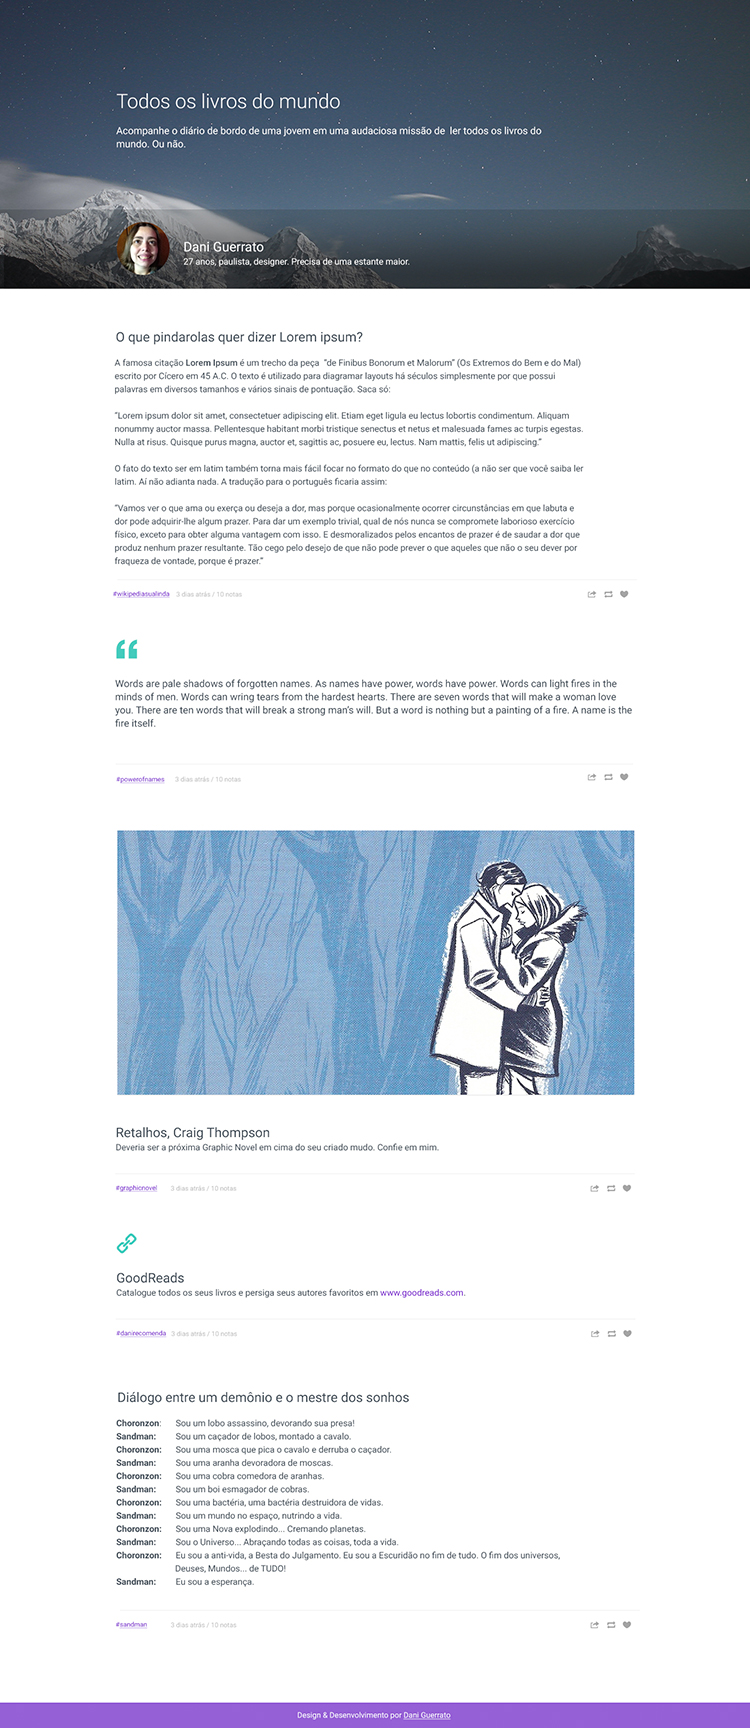 Todos os livros do mundo
Acompanhe o diário de bordo de uma jovem em uma audaciosa missão de  ler todos os livros do
mundo. Ou não.
Dani Guerrato
27 anos, paulista, designer. Precisa de uma estante maior.
O que pindarolas quer dizer Lorem ipsum?
A famosa citação Lorem Ipsum é um trecho da peça  “de Finibus Bonorum et Malorum” (Os Extremos do Bem e do Mal)
escrito por Cícero em 45 A.C. O texto é utilizado para diagramar layouts há séculos simplesmente por que possui
palavras em diversos tamanhos e vários sinais de pontuação. Saca só:
“Lorem ipsum dolor sit amet, consectetuer adipiscing elit. Etiam eget ligula eu lectus lobortis condimentum. Aliquam
nonummy auctor massa. Pellentesque habitant morbi tristique senectus et netus et malesuada fames ac turpis egestas.
Nulla at risus. Quisque purus magna, auctor et, sagittis ac, posuere eu, lectus. Nam mattis, felis ut adipiscing.”
O fato do texto ser em latim também torna mais fácil focar no formato do que no conteúdo (a não ser que você saiba ler
latim. Aí não adianta nada. A tradução para o português ficaria assim:
“Vamos ver o que ama ou exerça ou deseja a dor, mas porque ocasionalmente ocorrer circunstâncias em que labuta e
dor pode adquirir-lhe algum prazer. Para dar um exemplo trivial, qual de nós nunca se compromete laborioso exercício
físico, exceto para obter alguma vantagem com isso. E desmoralizados pelos encantos de prazer é de saudar a dor que
produz nenhum prazer resultante. Tão cego pelo desejo de que não pode prever o que aqueles que não o seu dever por
fraqueza de vontade, porque é prazer.”
#wikipediasualinda 3 dias atrás / 10 notas
“
Words are pale shadows of forgotten names. As names have power, words have power. Words can light fires in the
minds of men. Words can wring tears from the hardest hearts. There are seven words that will make a woman love
you. There are ten words that will break a strong man’s will. But a word is nothing but a painting of a fire. A name is the
fire itself.
#powerofnames 3 dias atrás / 10 notas
Retalhos, Craig Thompson
Deveria ser a próxima Graphic Novel em cima do seu criado mudo. Confie em mim.
#graphicnovel 3 dias atrás / 10 notas
GoodReads
Catalogue todos os seus livros e persiga seus autores favoritos em www.goodreads.com.
#danirecomenda 3 dias atrás / 10 notas
Diálogo entre um demônio e o mestre dos sonhos
Choronzon: Sou um lobo assassino, devorando sua presa!
Sandman: Sou um caçador de lobos, montado a cavalo.
Choronzon: Sou uma mosca que pica o cavalo e derruba o caçador.
Sandman: Sou uma aranha devoradora de moscas.
Choronzon: Sou uma cobra comedora de aranhas.
Sandman: Sou um boi esmagador de cobras.
Choronzon: Sou uma bactéria, uma bactéria destruidora de vidas.
Sandman: Sou um mundo no espaço, nutrindo a vida.
Choronzon: Sou uma Nova explodindo... Cremando planetas.
Sandman: Sou o Universo... Abraçando todas as coisas, toda a vida.
Choronzon: Eu sou a anti-vida, a Besta do Julgamento. Eu sou a Escuridão no fim de tudo. O fim dos universos,
Deuses, Mundos... de TUDO!
Sandman: Eu sou a esperança.
#sandman 3 dias atrás / 10 notas
Design & Desenvolvimento por Dani Guerrato